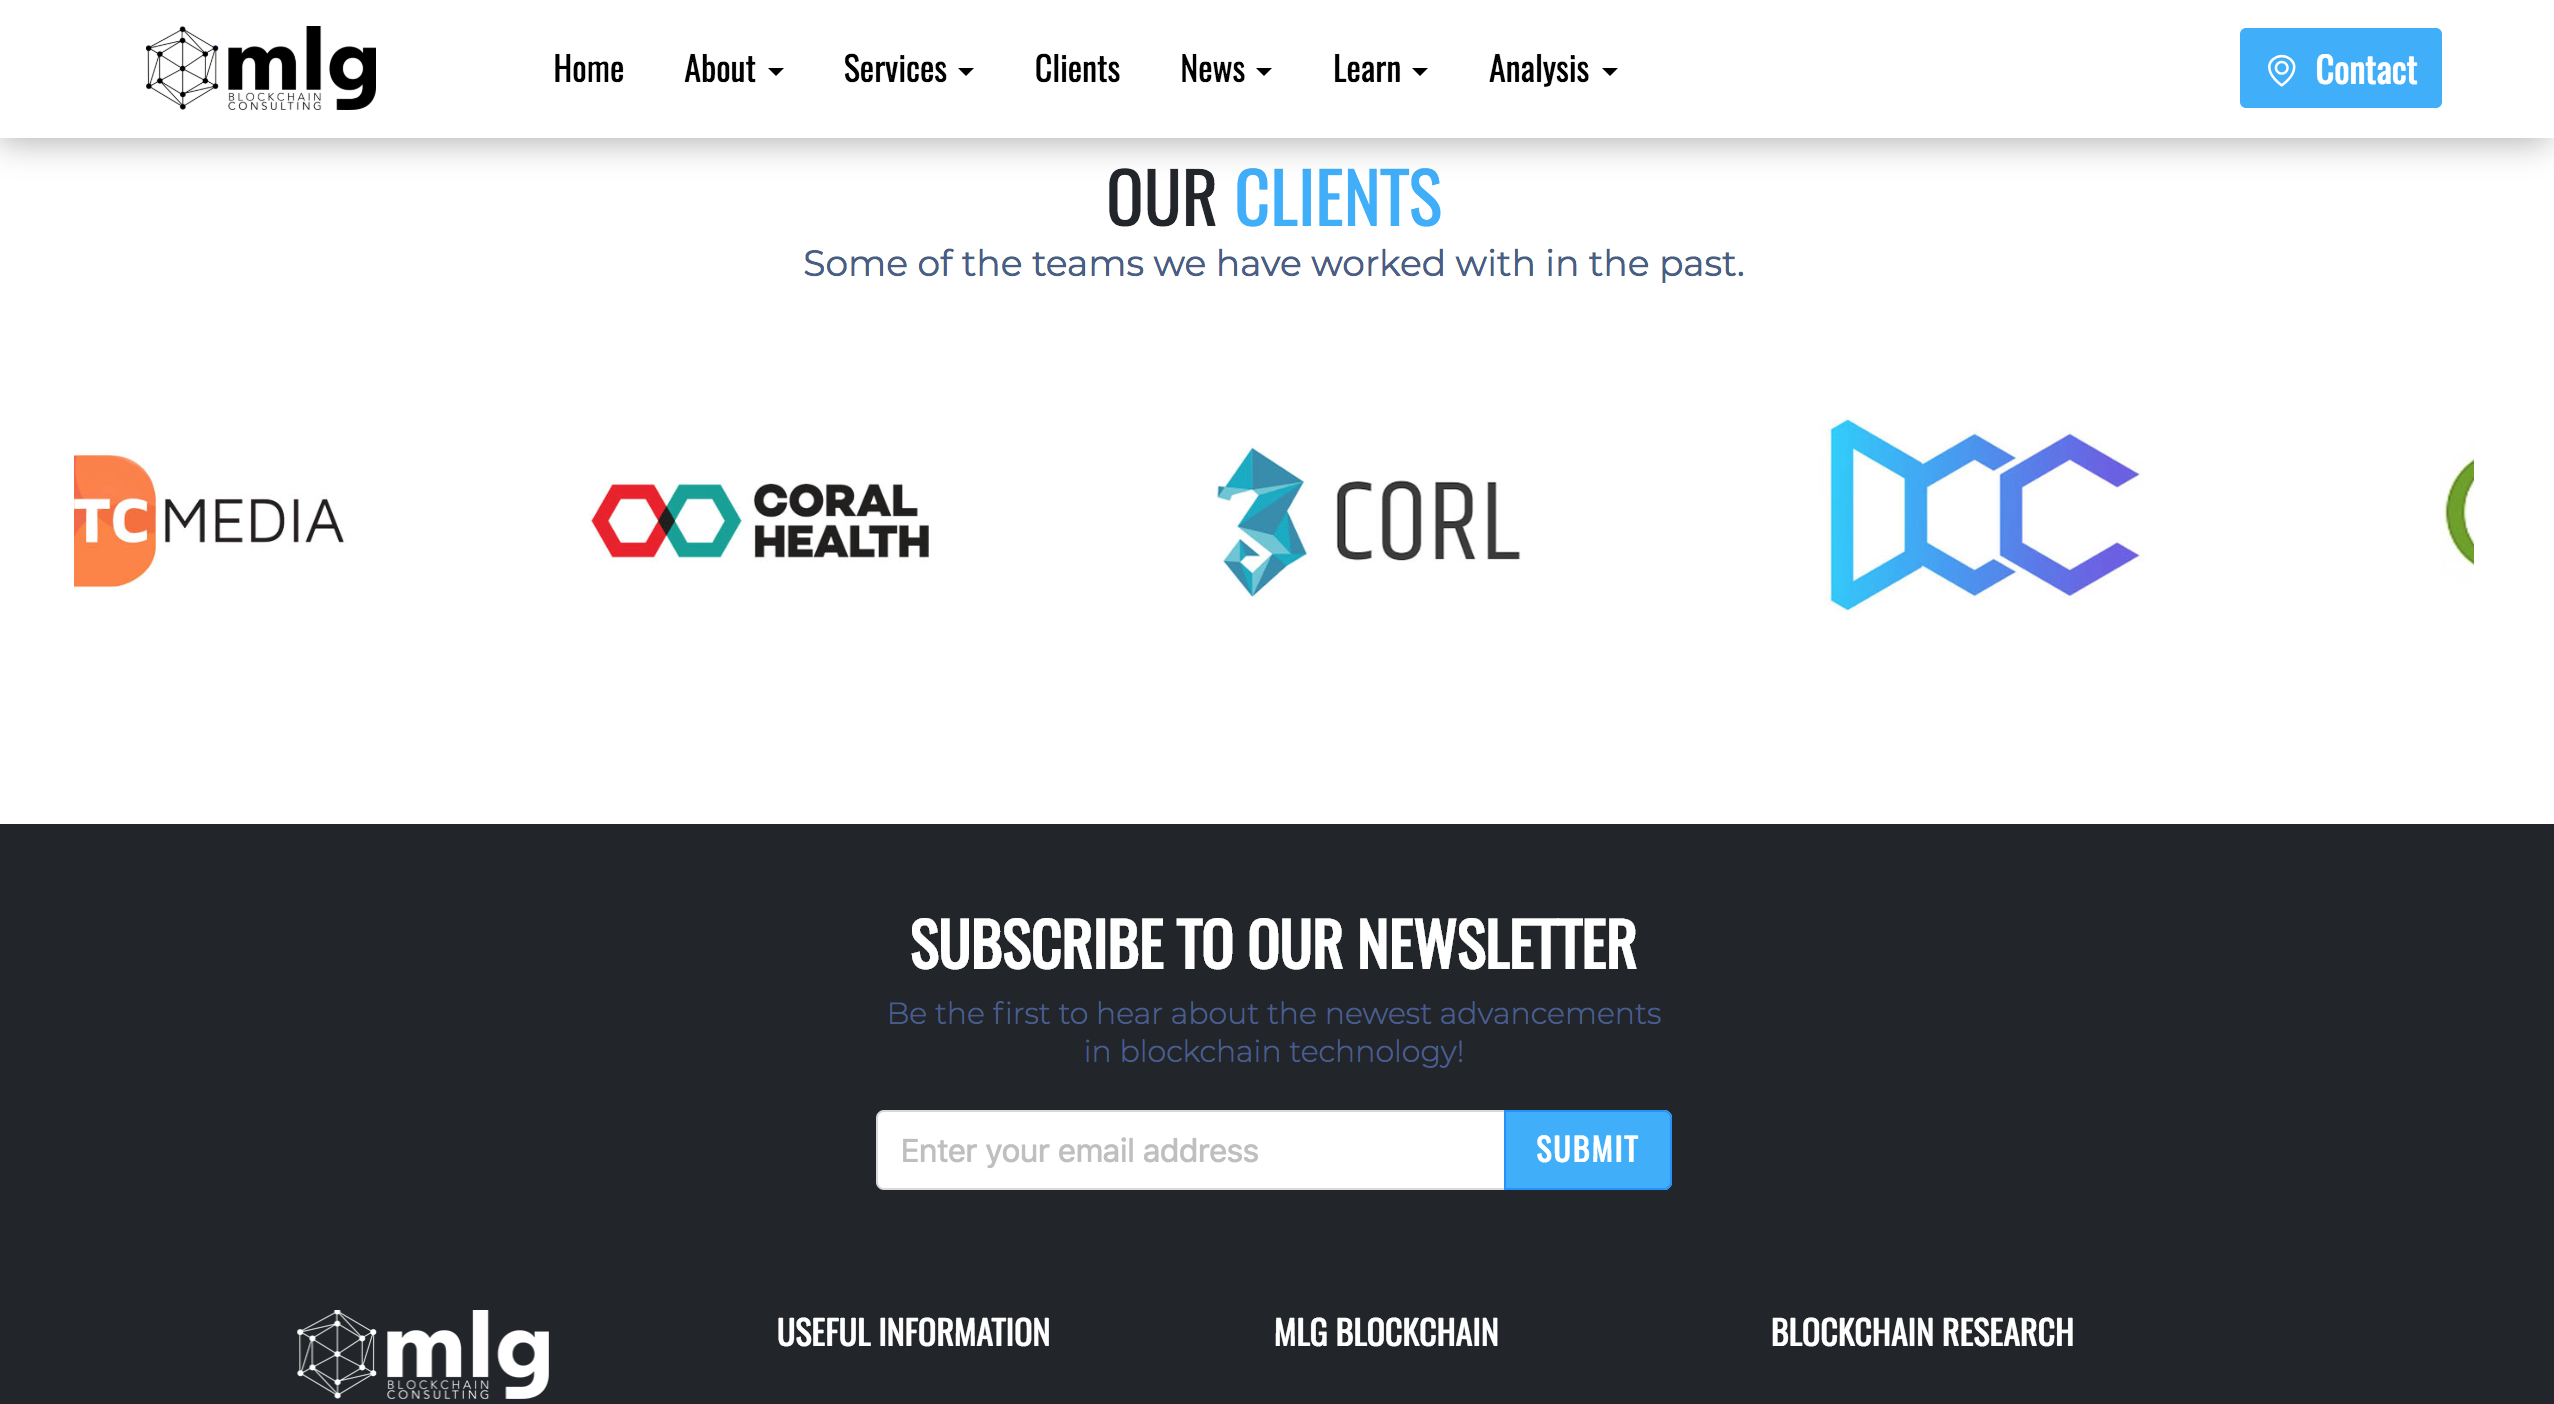 mlg
BLOCKCHAIN
CONSULTING
Home About Services Clients News Learn Analysis Contact
OUR CLIENTS
Some of the teams we have worked with in the past.
TC MEDIA
CORAL
HEALTH
CORL
DCC
SUBSCRIBE TO OUR NEWSLETTER
Be the first to hear about the newest advancements
in blockchain technology!
Enter your email address SUBMIT
mlg
BLOCKCHAIN
CONSULTING
USEFUL INFORMATION
MLG BLOCKCHAIN
BLOCKCHAIN RESEARCH